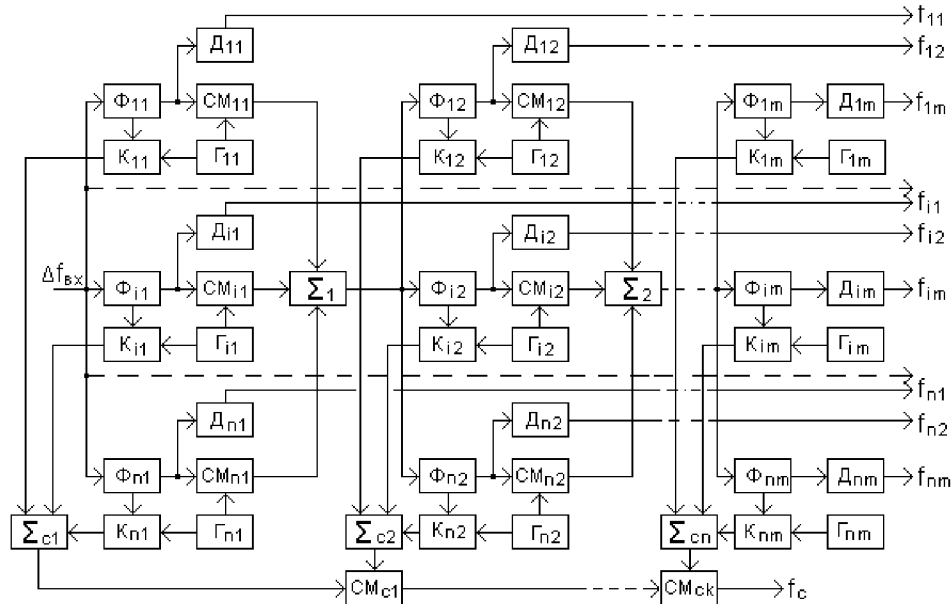 Д11 Д12 f11
f12
Ф11 СМ11 Ф12 СМ12 Ф1m Д1m f1m
К11 Г11 К12 Г12 К1m Г1m
fi1
Дi1 Дi2 fi2
Δfвх Фi1 СМi1 Σ1 Фi2 СМi2 Σ2 Фim Дim fim
Кi1 Гi1 Кi2 Гi2 Кim Гim
fn1
Дn1 Дn2 fn2
Фn1 СМn1 Фn2 СМn2 Фnm Дnm fnm
Σc1 Кn1 Гn1 Σc2 Кn2 Гn2 Σcn Кnm Гnm
СМc1 СМck fc